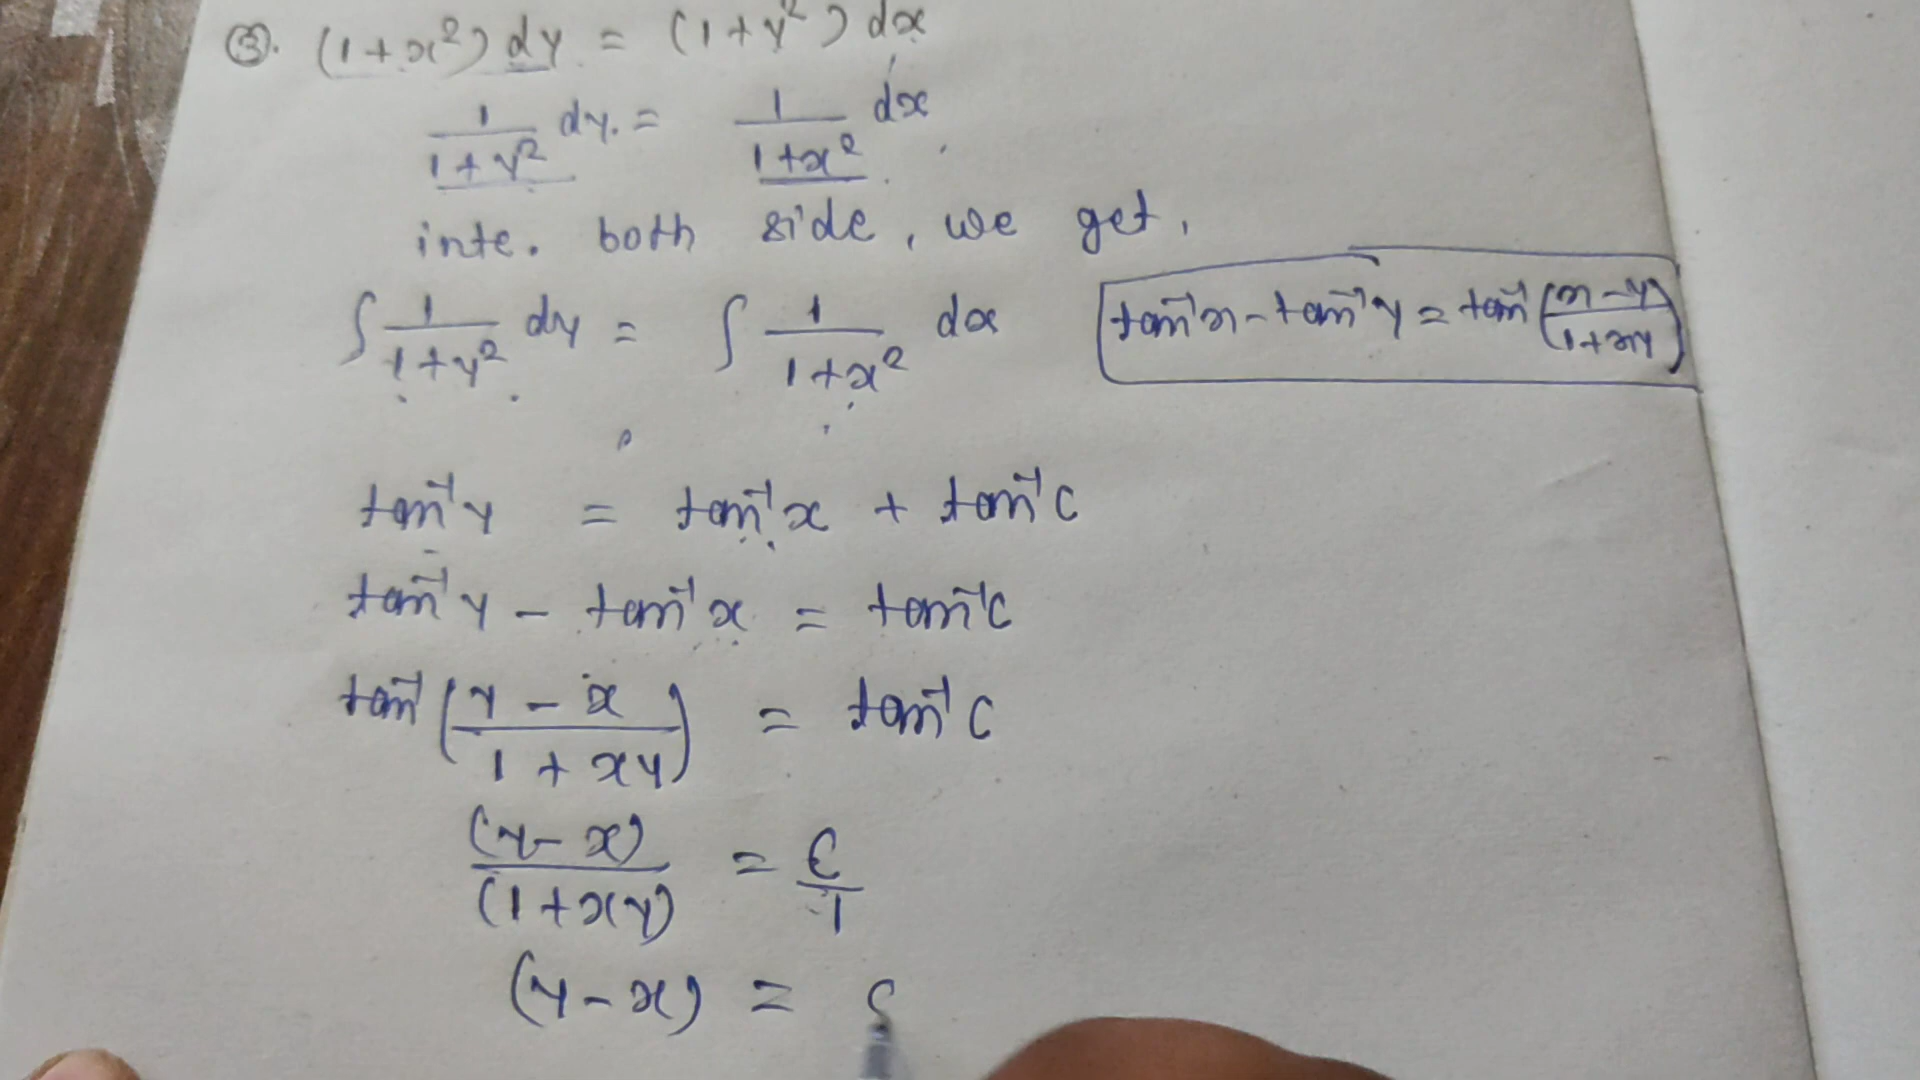 ③. (1+x²) dy = (1+y²) dx
1/(1+y²) dy. = 1/(1+x²) dx
inte. both side, we get,
∫ 1/(1+y²) dy = ∫ 1/(1+x²) dx
tan⁻¹x - tan⁻¹y = tan⁻¹((x-y)/(1+xy))
tan⁻¹y = tan⁻¹x + tan⁻¹c
tan⁻¹y - tan⁻¹x = tan⁻¹c
tan⁻¹((y-x)/(1+xy)) = tan⁻¹c
(y-x)/(1+xy) = c/1
(y-x) = c